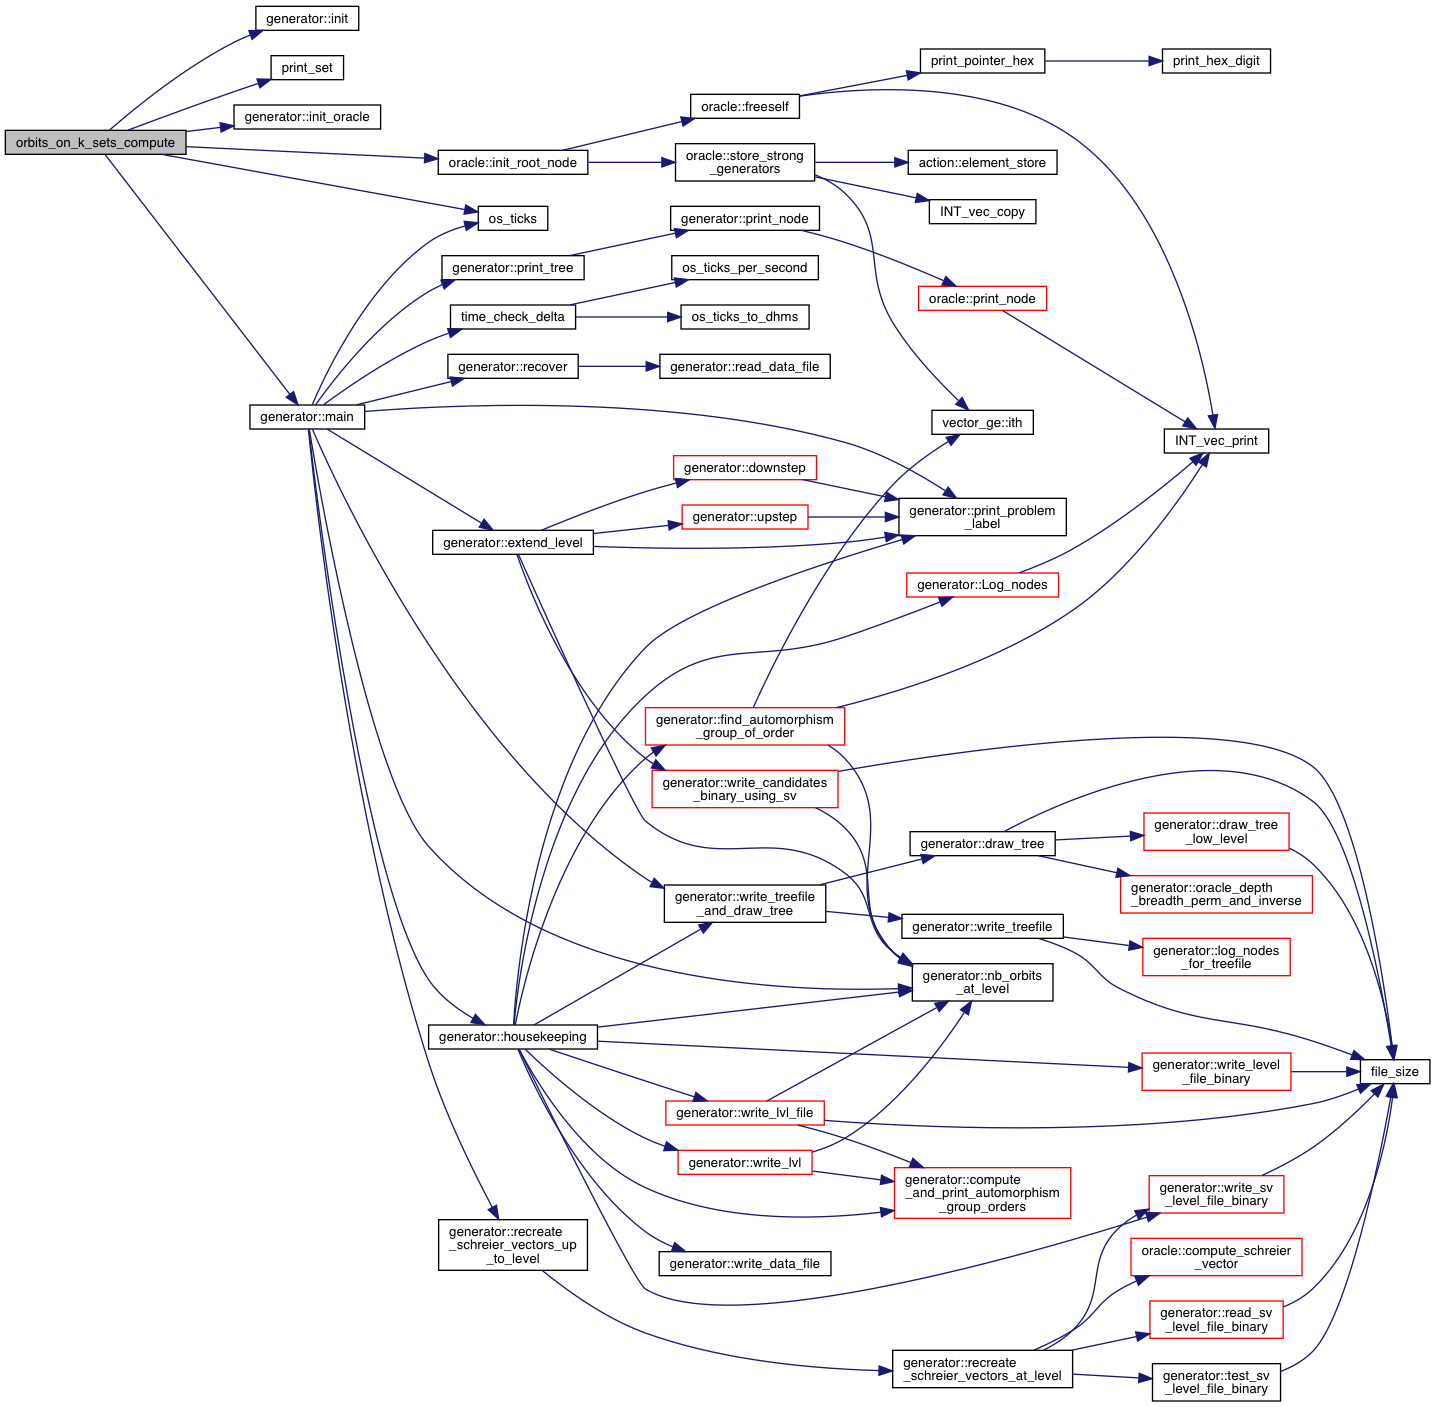 generator::init
print_set
generator::init_oracle
orbits_on_k_sets_compute
oracle::init_root_node
os_ticks
generator::main
generator::print_tree
time_check_delta
generator::recover
generator::extend_level
generator::housekeeping
generator::recreate
_schreier_vectors_up
_to_level
oracle::freeself
oracle::store_strong
_generators
generator::print_node
os_ticks_per_second
os_ticks_to_dhms
generator::read_data_file
generator::downstep
generator::upstep
generator::find_automorphism
_group_of_order
generator::write_candidates
_binary_using_sv
generator::write_treefile
_and_draw_tree
generator::write_lvl_file
generator::write_lvl
generator::write_data_file
print_pointer_hex
action::element_store
INT_vec_copy
oracle::print_node
vector_ge::ith
generator::print_problem
_label
generator::Log_nodes
generator::draw_tree
generator::write_treefile
generator::nb_orbits
_at_level
generator::compute
_and_print_automorphism
_group_orders
generator::recreate
_schreier_vectors_at_level
print_hex_digit
INT_vec_print
generator::draw_tree
_low_level
generator::oracle_depth
_breadth_perm_and_inverse
generator::log_nodes
_for_treefile
generator::write_level
_file_binary
generator::write_sv
_level_file_binary
oracle::compute_schreier
_vector
generator::read_sv
_level_file_binary
generator::test_sv
_level_file_binary
file_size